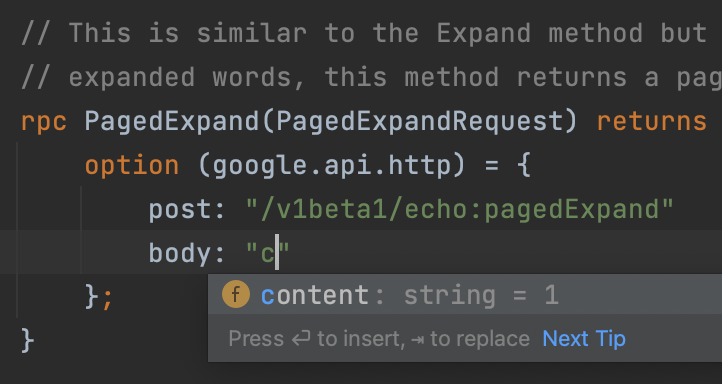 // This is similar to the Expand method but
// expanded words, this method returns a pag
rpc PagedExpand(PagedExpandRequest) returns
option (google.api.http) = {
post: "/v1beta1/echo:pagedExpand"
body: "c"
f content: string = 1
};
Press ⏎ to insert, ⇥ to replace Next Tip
}